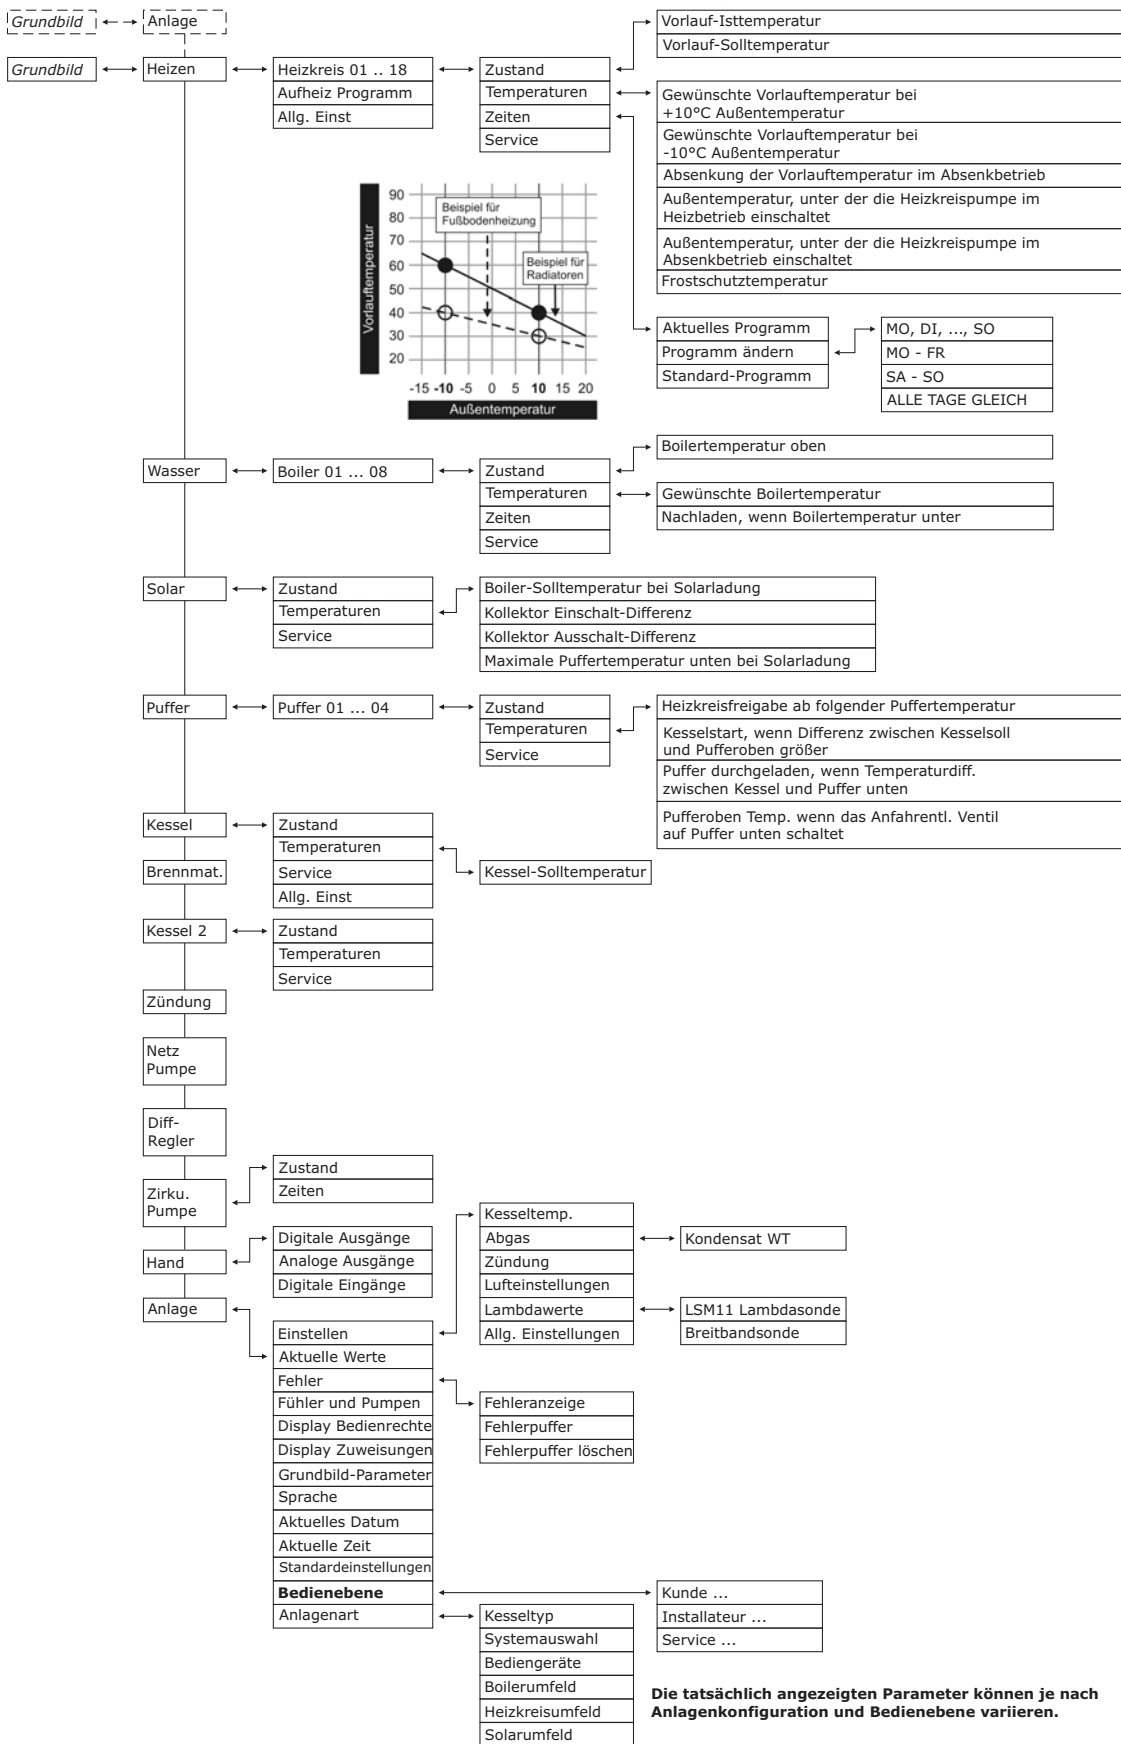 Grundbild
Anlage
Grundbild
Heizen
Heizkreis 01 .. 18
Aufheiz Programm
Allg. Einst
Zustand
Temperaturen
Zeiten
Service
Vorlauf-Isttemperatur
Vorlauf-Solltemperatur
Gewünschte Vorlauftemperatur bei
+10°C Außentemperatur
Gewünschte Vorlauftemperatur bei
-10°C Außentemperatur
Absenkung der Vorlauftemperatur im Absenkbetrieb
Außentemperatur, unter der die Heizkreispumpe im
Heizbetrieb einschaltet
Außentemperatur, unter der die Heizkreispumpe im
Absenkbetrieb einschaltet
Frostschutztemperatur
Aktuelles Programm
Programm ändern
Standard-Programm
MO, DI, ..., SO
MO - FR
SA - SO
ALLE TAGE GLEICH
Vorlauftemperatur
90
80
70
60
50
40
30
20
Beispiel für
Fußbodenheizung
Beispiel für
Radiatoren
-15 -10 -5 0 5 10 15 20
Außentemperatur
Wasser
Boiler 01 ... 08
Zustand
Temperaturen
Zeiten
Service
Boilertemperatur oben
Gewünschte Boilertemperatur
Nachladen, wenn Boilertemperatur unter
Solar
Zustand
Temperaturen
Service
Boiler-Solltemperatur bei Solarladung
Kollektor Einschalt-Differenz
Kollektor Ausschalt-Differenz
Maximale Puffertemperatur unten bei Solarladung
Puffer
Puffer 01 ... 04
Zustand
Temperaturen
Service
Heizkreisfreigabe ab folgender Puffertemperatur
Kesselstart, wenn Differenz zwischen Kesselsoll
und Pufferoben größer
Puffer durchgeladen, wenn Temperaturdiff.
zwischen Kessel und Puffer unten
Pufferoben Temp. wenn das Anfahrentl. Ventil
auf Puffer unten schaltet
Kessel
Zustand
Temperaturen
Service
Allg. Einst
Kessel-Solltemperatur
Brennmat.
Kessel 2
Zustand
Temperaturen
Service
Zündung
Netz
Pumpe
Diff-
Regler
Zirku.
Pumpe
Zustand
Zeiten
Hand
Digitale Ausgänge
Analoge Ausgänge
Digitale Eingänge
Anlage
Einstellen
Aktuelle Werte
Fehler
Fühler und Pumpen
Display Bedienrechte
Display Zuweisungen
Grundbild-Parameter
Sprache
Aktuelles Datum
Aktuelle Zeit
Standardeinstellungen
Bedienebene
Anlagenart
Kesseltemp.
Abgas
Zündung
Lufteinstellungen
Lambdawerte
Allg. Einstellungen
Kondensat WT
LSM11 Lambdasonde
Breitbandsonde
Fehleranzeige
Fehlerpuffer
Fehlerpuffer löschen
Kunde ...
Installateur ...
Service ...
Kesseltyp
Systemauswahl
Bediengeräte
Boilerumfeld
Heizkreisumfeld
Solarumfeld
Die tatsächlich angezeigten Parameter können je nach
Anlagenkonfiguration und Bedienebene variieren.